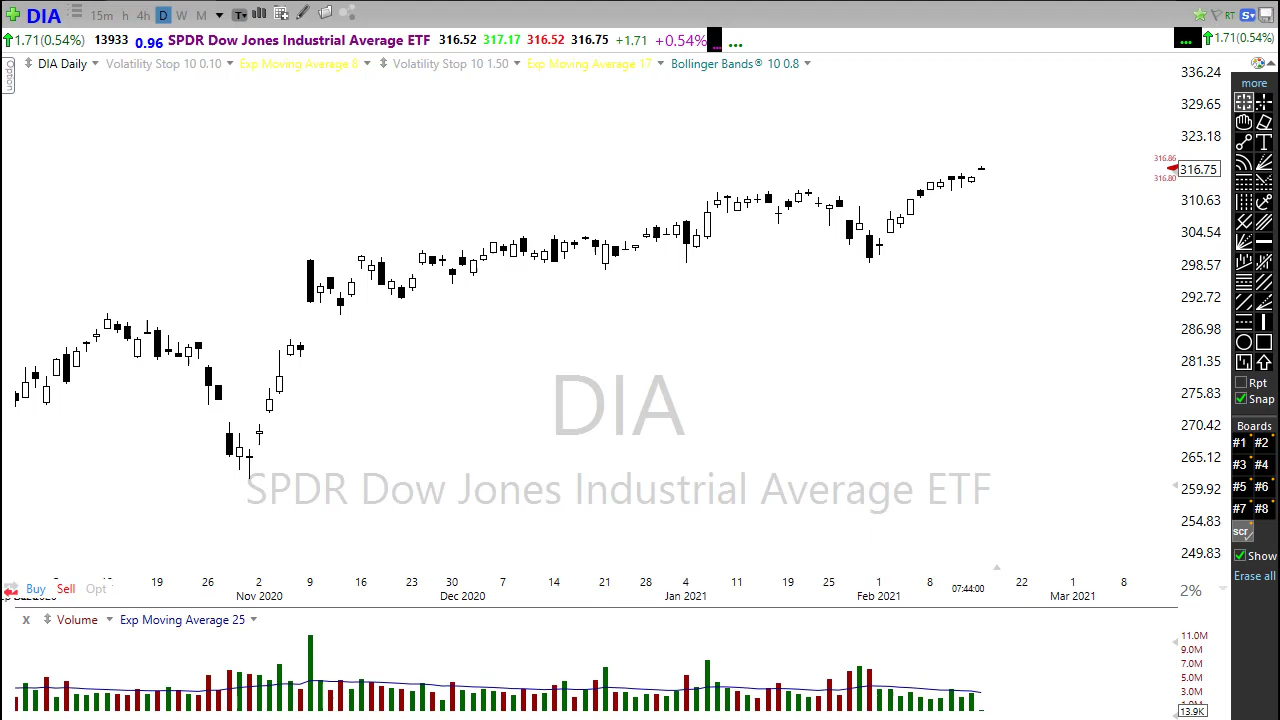 DIA 15m h 4h D W M T RT S
1.71(0.54%) 13933 0.96 SPDR Dow Jones Industrial Average ETF 316.52 317.17 316.52 316.75 +1.71 +0.54% ... ... 1.71(0.54%)
Option
DIA Daily Volatility Stop 10 0.10 Exp Moving Average 8 Volatility Stop 10 1.50 Exp Moving Average 17 Bollinger Bands® 10 0.8
336.24
329.65
323.18
316.86
316.75
316.80
310.63
304.54
298.57
292.72
286.98
281.35
275.83
270.42
265.12
259.92
254.83
249.83
more
T
Rpt
Snap
Boards
#1 #2
#3 #4
#5 #6
#7 #8
scr
Show
Erase all
DIA
SPDR Dow Jones Industrial Average ETF
19 26 2 9 16 23 30 7 14 21 28 4 11 19 25 1 8 22 1 8
Buy Sell Opt 07:44:00 2%
Nov 2020 Dec 2020 Jan 2021 Feb 2021 Mar 2021
x Volume Exp Moving Average 25
11.0M
9.0M
7.0M
5.0M
3.0M
13.9K